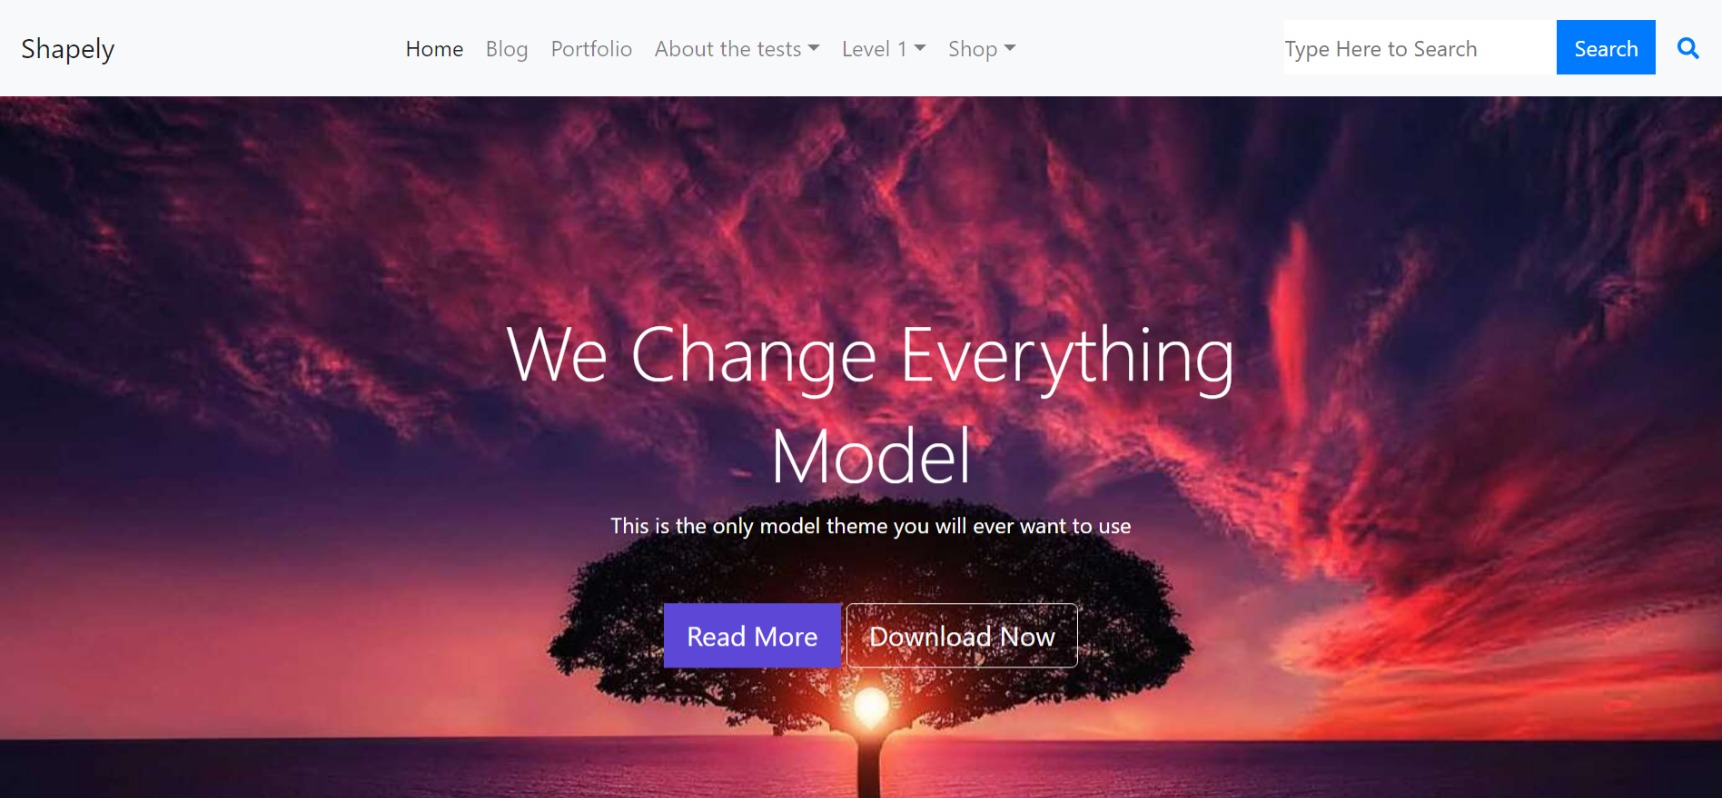 Shapely
Home Blog Portfolio About the tests Level 1 Shop
Type Here to Search Search
We Change Everything
Model
This is the only model theme you will ever want to use
Read More Download Now